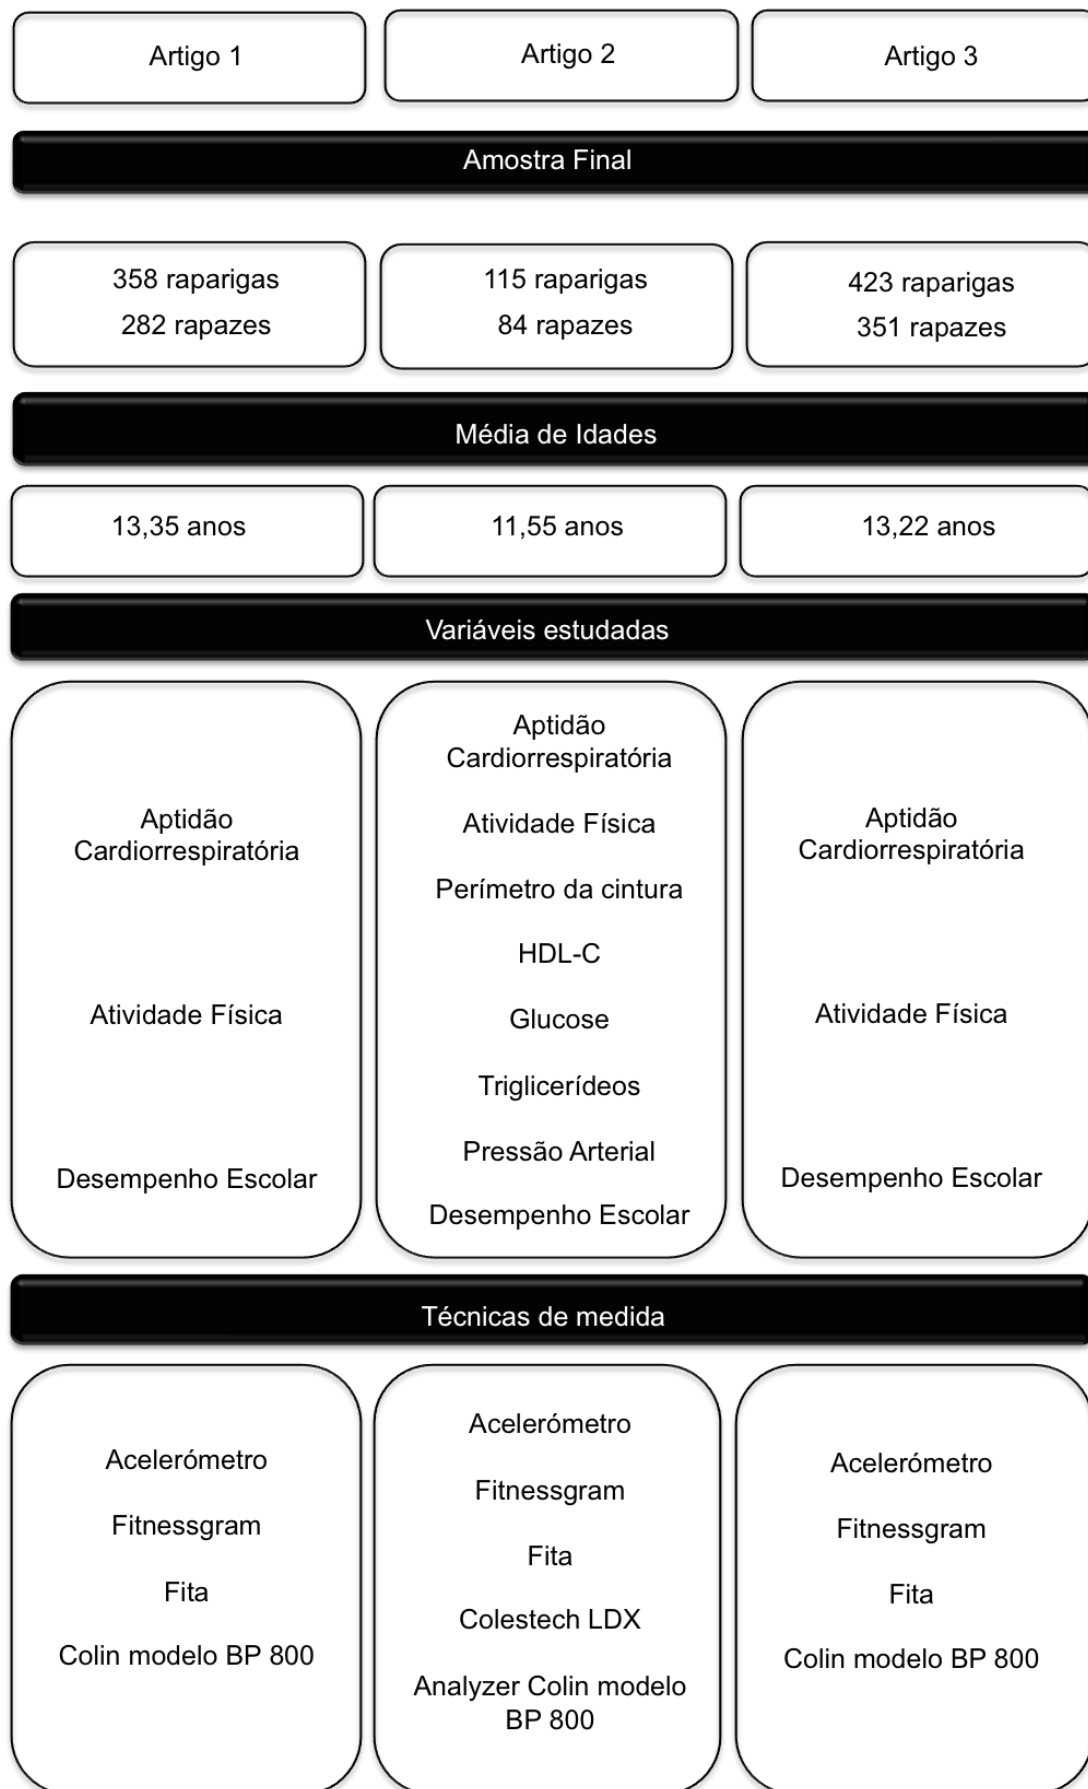 Artigo 1
Artigo 2
Artigo 3
Amostra Final
358 raparigas
282 rapazes
115 raparigas
84 rapazes
423 raparigas
351 rapazes
Média de Idades
13,35 anos
11,55 anos
13,22 anos
Variáveis estudadas
Aptidão
Cardiorrespiratória
Atividade Física
Desempenho Escolar
Aptidão
Cardiorrespiratória
Atividade Física
Perímetro da cintura
HDL-C
Glucose
Triglicerídeos
Pressão Arterial
Desempenho Escolar
Aptidão
Cardiorrespiratória
Atividade Física
Desempenho Escolar
Técnicas de medida
Acelerómetro
Fitnessgram
Fita
Colin modelo BP 800
Acelerómetro
Fitnessgram
Fita
Colestech LDX
Analyzer Colin modelo
BP 800
Acelerómetro
Fitnessgram
Fita
Colin modelo BP 800